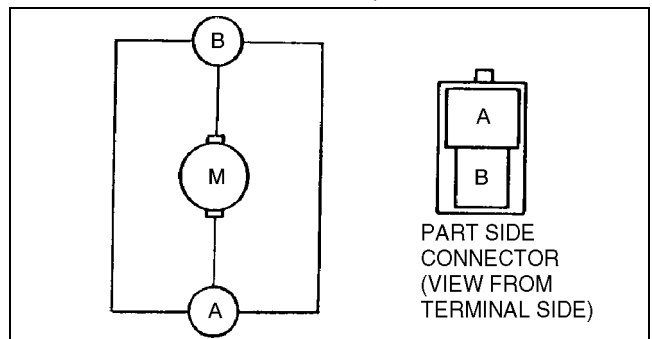 B
M
A
A
B
PART SIDE
CONNECTOR
(VIEW FROM
TERMINAL SIDE)